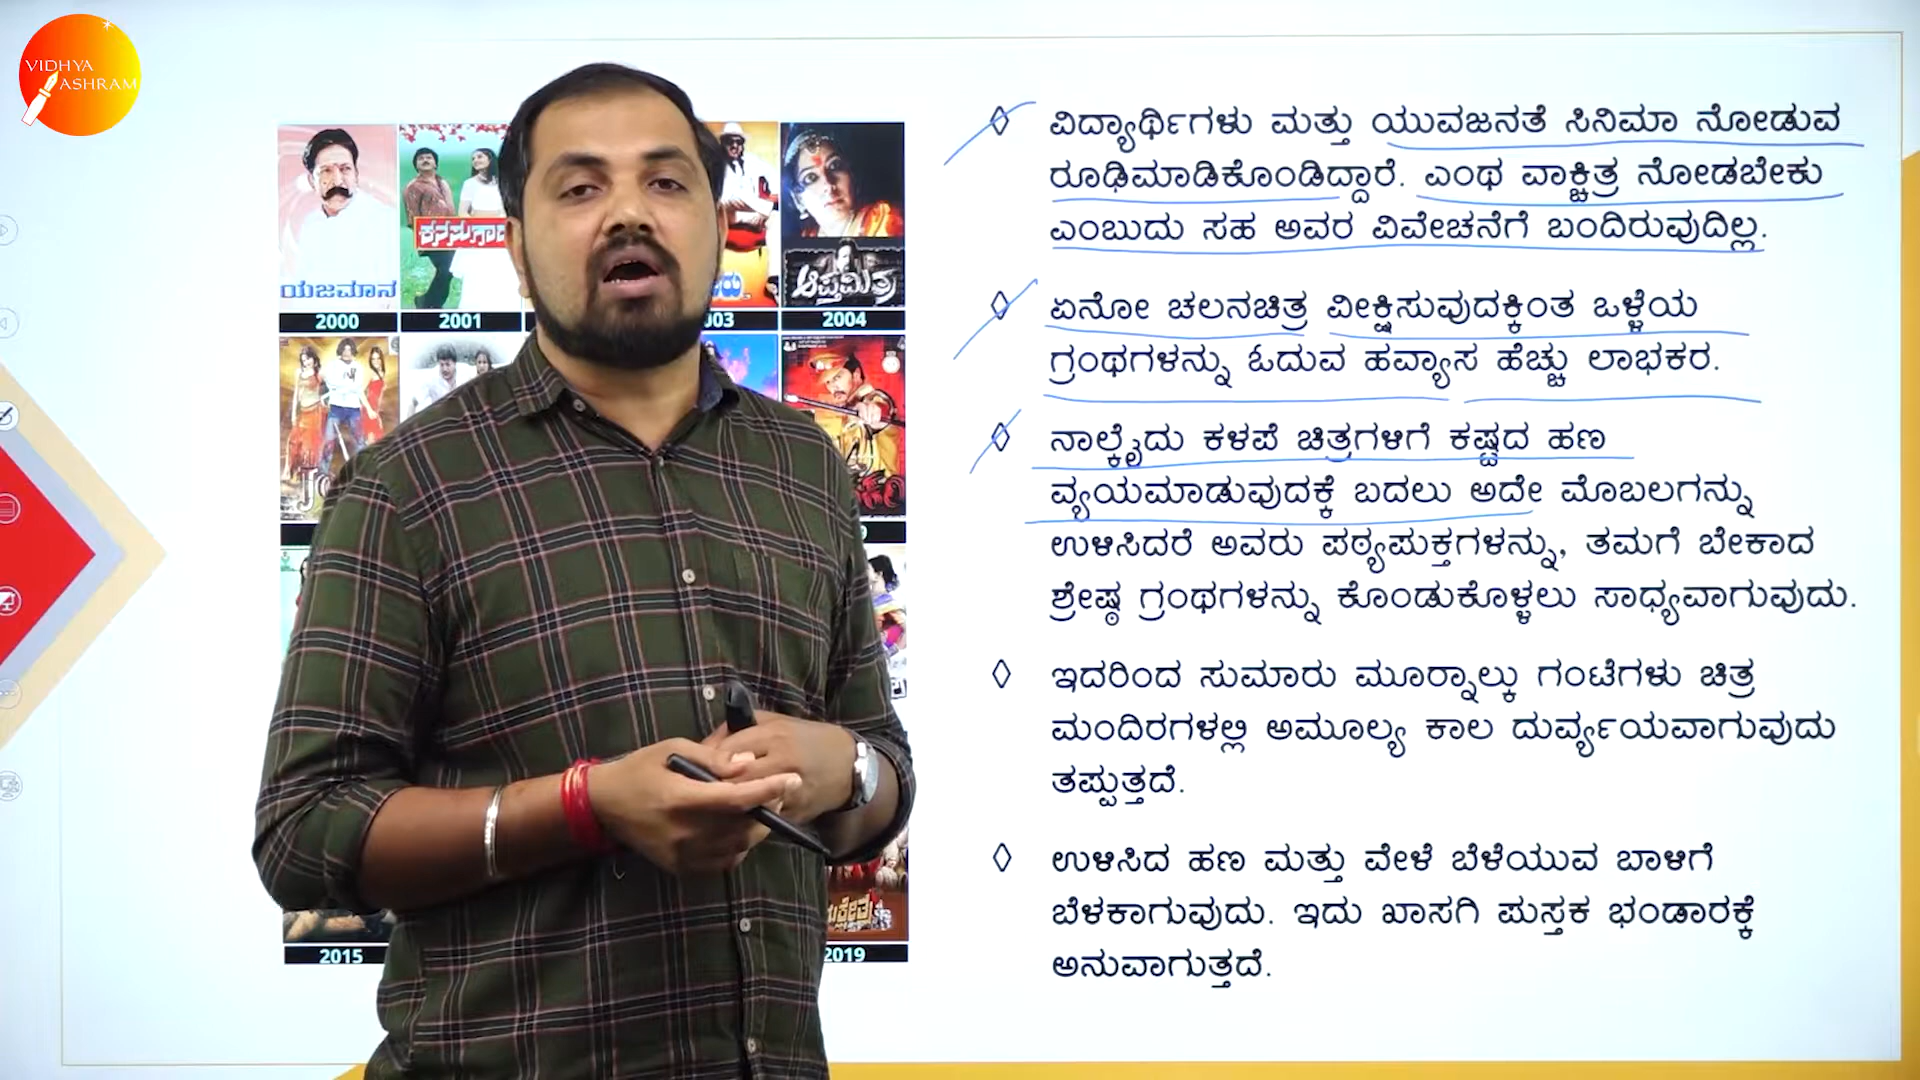 VIDHYA
ASHRAM
ಯಜಮಾನ
ಆಪ್ತಮಿತ್ರ
2000
2001
2004
2015
2019
ವಿದ್ಯಾರ್ಥಿಗಳು ಮತ್ತು ಯುವಜನತೆ ಸಿನಿಮಾ ನೋಡುವ
ರೂಢಿಮಾಡಿಕೊಂಡಿದ್ದಾರೆ. ಎಂಥ ವಾಕ್ಚಿತ್ರ ನೋಡಬೇಕು
ಎಂಬುದು ಸಹ ಅವರ ವಿವೇಚನೆಗೆ ಬಂದಿರುವುದಿಲ್ಲ.
ಏನೋ ಚಲನಚಿತ್ರ ವೀಕ್ಷಿಸುವುದಕ್ಕಿಂತ ಒಳ್ಳೆಯ
ಗ್ರಂಥಗಳನ್ನು ಓದುವ ಹವ್ಯಾಸ ಹೆಚ್ಚು ಲಾಭಕರ.
ನಾಲ್ಕೈದು ಕಳಪೆ ಚಿತ್ರಗಳಿಗೆ ಕಷ್ಟದ ಹಣ
ವ್ಯಯಮಾಡುವುದಕ್ಕೆ ಬದಲು ಅದೇ ಮೊಬಲಗನ್ನು
ಉಳಿಸಿದರೆ ಅವರು ಪಠ್ಯಪುಕ್ತಗಳನ್ನು, ತಮಗೆ ಬೇಕಾದ
ಶ್ರೇಷ್ಠ ಗ್ರಂಥಗಳನ್ನು ಕೊಂಡುಕೊಳ್ಳಲು ಸಾಧ್ಯವಾಗುವುದು.
ಇದರಿಂದ ಸುಮಾರು ಮೂರ್ನಾಲ್ಕು ಗಂಟೆಗಳು ಚಿತ್ರ
ಮಂದಿರಗಳಲ್ಲಿ ಅಮೂಲ್ಯ ಕಾಲ ದುರ್ವ್ಯಯವಾಗುವುದು
ತಪ್ಪುತ್ತದೆ.
ಉಳಿಸಿದ ಹಣ ಮತ್ತು ವೇಳೆ ಬೆಳೆಯುವ ಬಾಳಿಗೆ
ಬೆಳಕಾಗುವುದು. ಇದು ಖಾಸಗಿ ಪುಸ್ತಕ ಭಂಡಾರಕ್ಕೆ
ಅನುವಾಗುತ್ತದೆ.